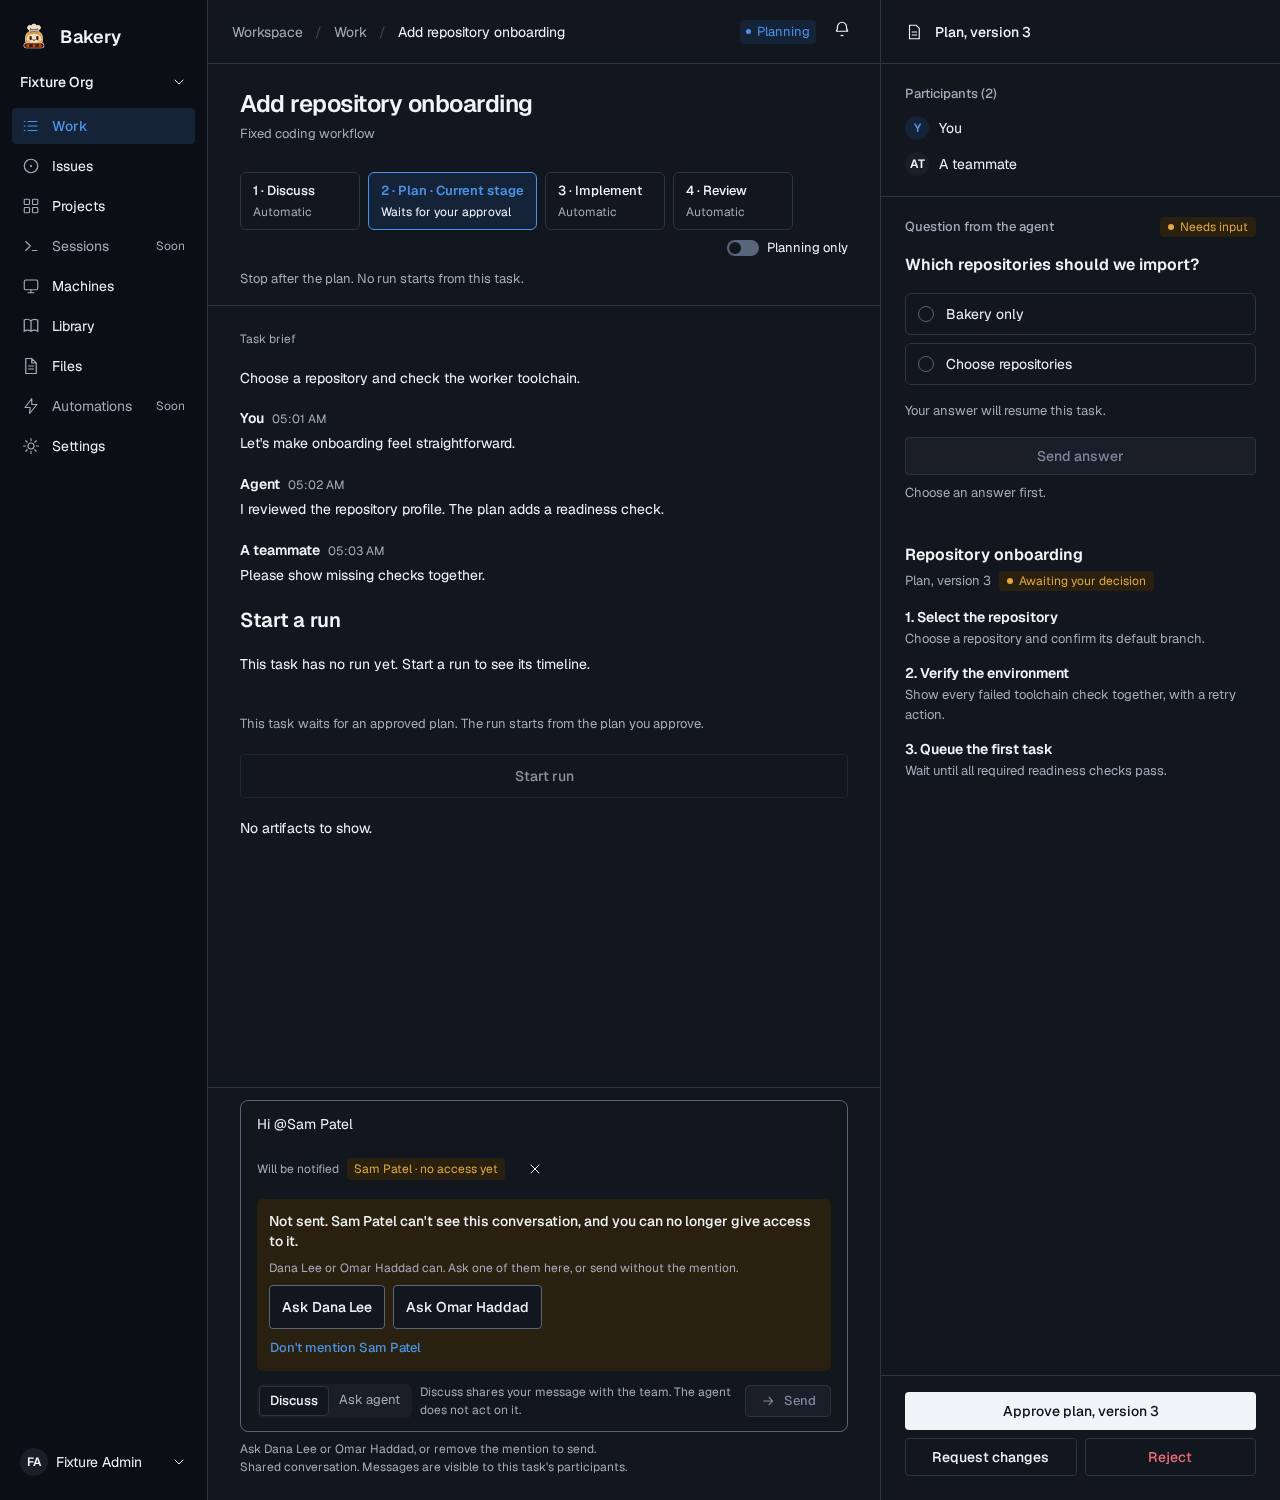 Bakery
Fixture Org
Work
Issues
Projects
Sessions Soon
Machines
Library
Files
Automations Soon
Settings
FA Fixture Admin
Workspace / Work / Add repository onboarding
Planning
Add repository onboarding
Fixed coding workflow
1 · Discuss
Automatic
2 · Plan · Current stage
Waits for your approval
3 · Implement
Automatic
4 · Review
Automatic
Planning only
Stop after the plan. No run starts from this task.
Task brief
Choose a repository and check the worker toolchain.
You 05:01 AM
Let's make onboarding feel straightforward.
Agent 05:02 AM
I reviewed the repository profile. The plan adds a readiness check.
A teammate 05:03 AM
Please show missing checks together.
Start a run
This task has no run yet. Start a run to see its timeline.
This task waits for an approved plan. The run starts from the plan you approve.
Start run
No artifacts to show.
Hi @Sam Patel
Will be notified Sam Patel · no access yet
Not sent. Sam Patel can't see this conversation, and you can no longer give access
to it.
Dana Lee or Omar Haddad can. Ask one of them here, or send without the mention.
Ask Dana Lee Ask Omar Haddad
Don't mention Sam Patel
Discuss Ask agent
Discuss shares your message with the team. The agent
does not act on it.
Send
Ask Dana Lee or Omar Haddad, or remove the mention to send.
Shared conversation. Messages are visible to this task's participants.
Plan, version 3
Participants (2)
Y You
AT A teammate
Question from the agent Needs input
Which repositories should we import?
Bakery only
Choose repositories
Your answer will resume this task.
Send answer
Choose an answer first.
Repository onboarding
Plan, version 3 Awaiting your decision
1. Select the repository
Choose a repository and confirm its default branch.
2. Verify the environment
Show every failed toolchain check together, with a retry
action.
3. Queue the first task
Wait until all required readiness checks pass.
Approve plan, version 3
Request changes Reject